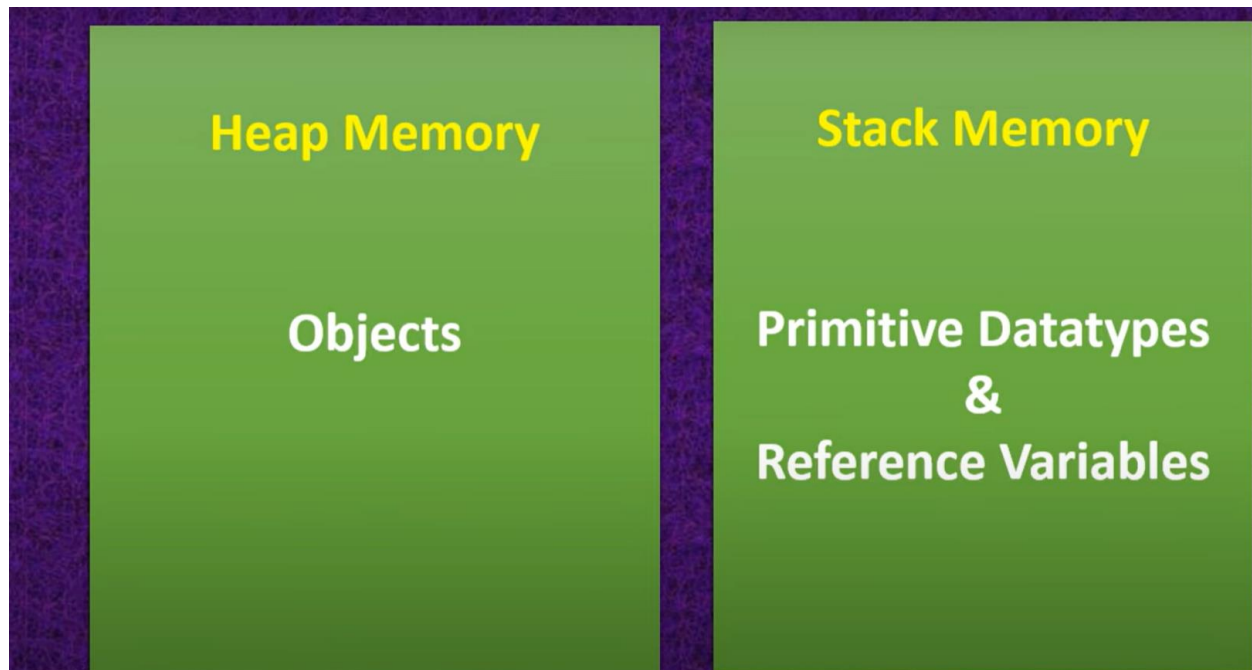 Heap Memory
Objects
Stack Memory
Primitive Datatypes
&
Reference Variables